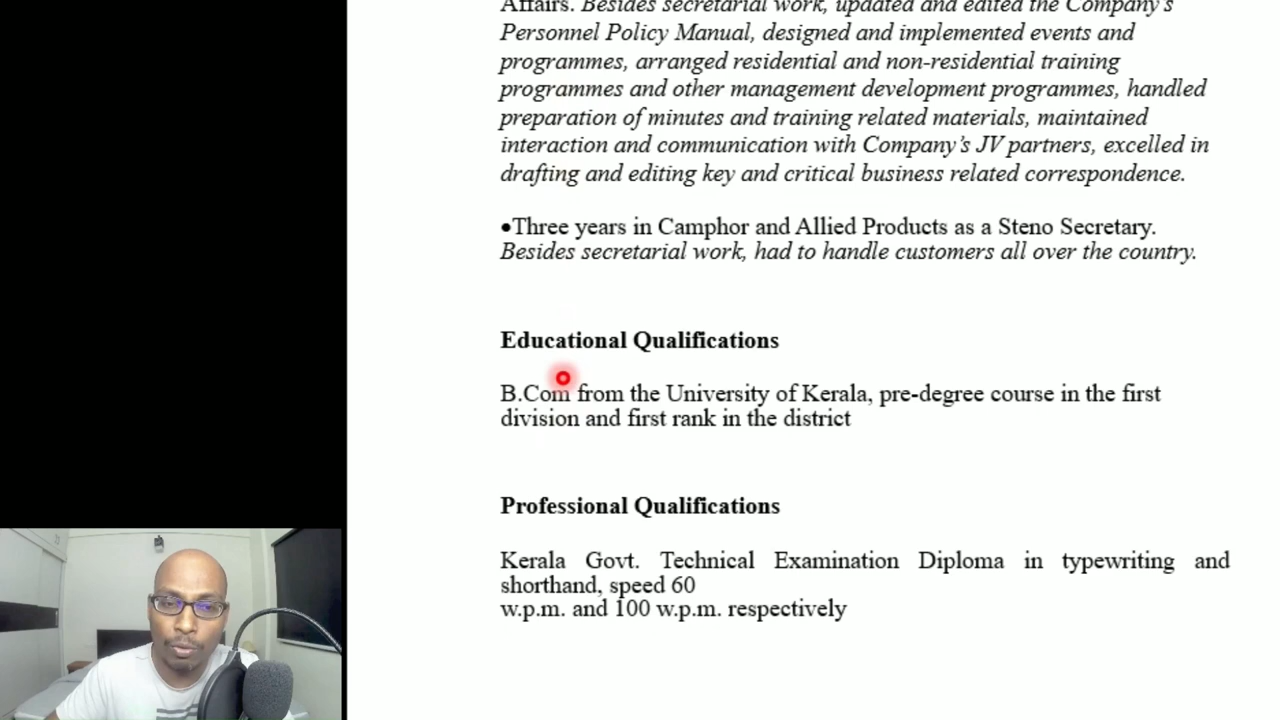 Affairs. Besides secretarial work, updated and edited the Company's
Personnel Policy Manual, designed and implemented events and
programmes, arranged residential and non-residential training
programmes and other management development programmes, handled
preparation of minutes and training related materials, maintained
interaction and communication with Company's JV partners, excelled in
drafting and editing key and critical business related correspondence.
•Three years in Camphor and Allied Products as a Steno Secretary.
Besides secretarial work, had to handle customers all over the country.
Educational Qualifications
B.Com from the University of Kerala, pre-degree course in the first
division and first rank in the district
Professional Qualifications
Kerala Govt. Technical Examination Diploma in typewriting and
shorthand, speed 60
w.p.m. and 100 w.p.m. respectively